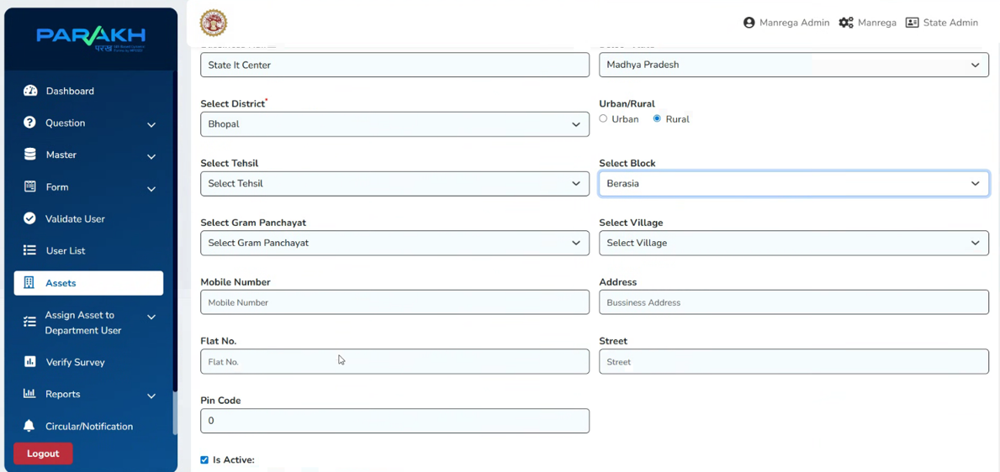 PARAKH
परख
Manrega Admin Manrega State Admin
State It Center
Madhya Pradesh
Dashboard
Question
Master
Form
Validate User
User List
Assets
Assign Asset to
Department User
Verify Survey
Reports
Circular/Notification
Logout
Select District*
Bhopal
Urban/Rural
Urban Rural
Select Tehsil
Select Tehsil
Select Block
Berasia
Select Gram Panchayat
Select Gram Panchayat
Select Village
Select Village
Mobile Number
Mobile Number
Address
Bussiness Address
Flat No.
Flat No.
Street
Street
Pin Code
0
Is Active: